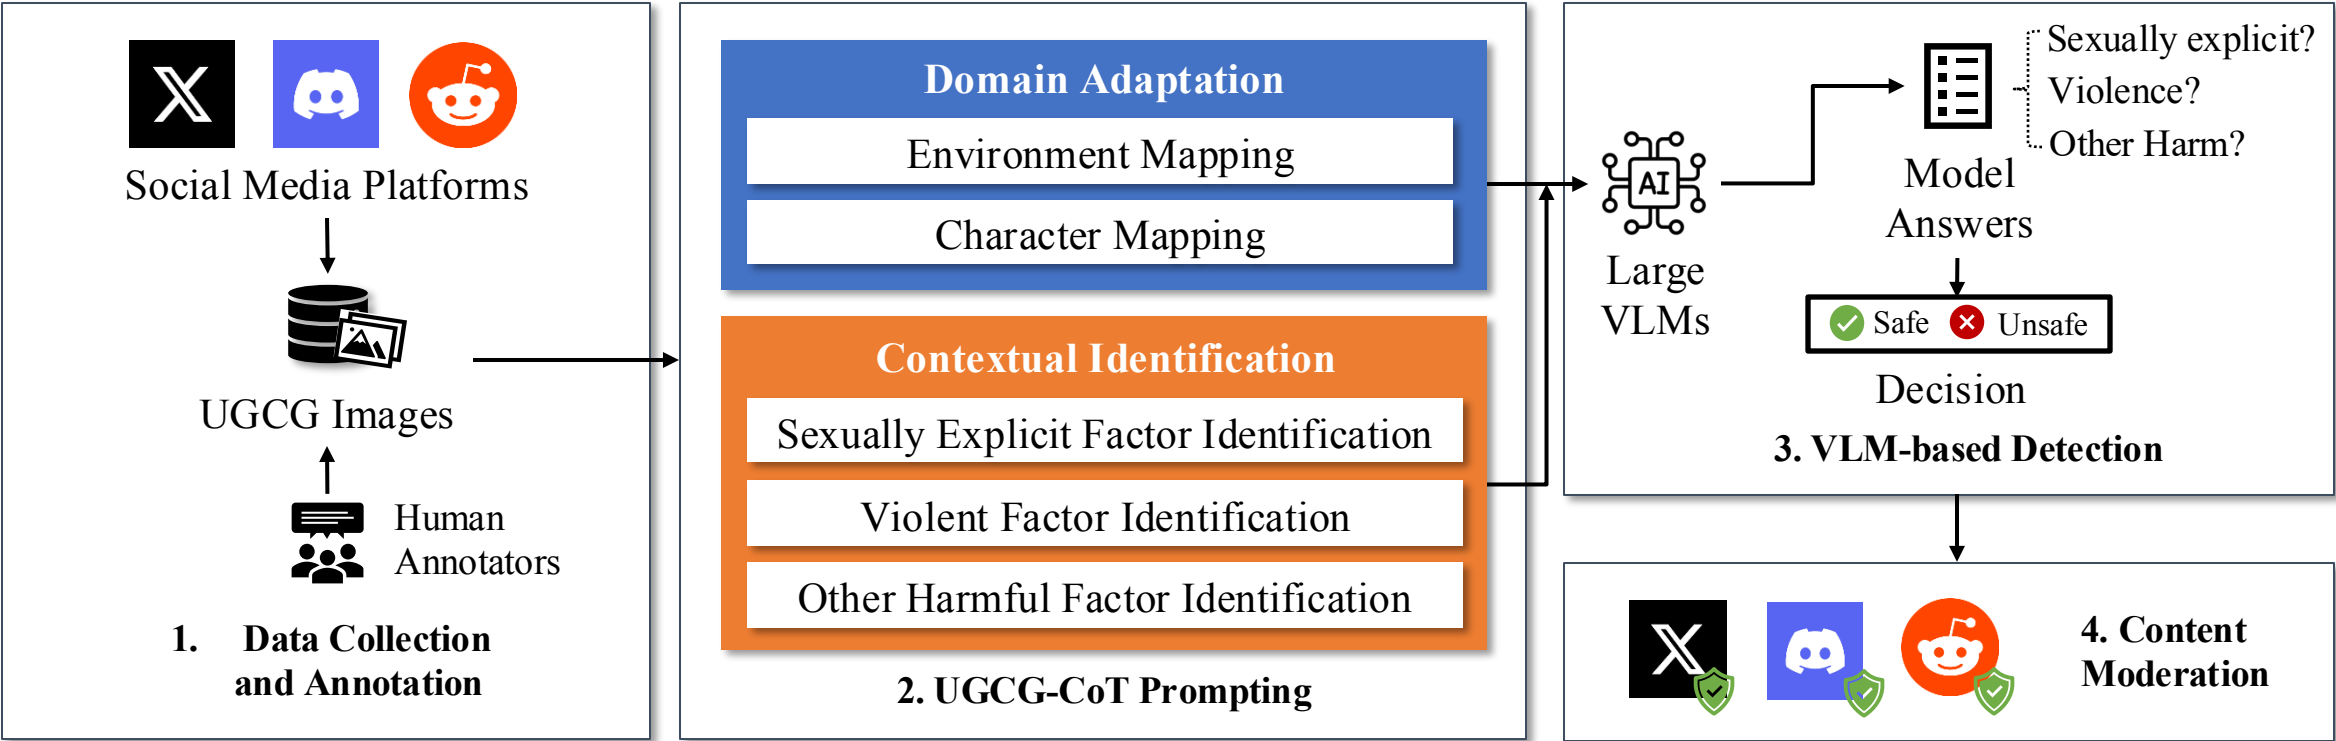 Social Media Platforms
UGCG Images
Human
Annotators
1. Data Collection
and Annotation
Domain Adaptation
Environment Mapping
Character Mapping
Contextual Identification
Sexually Explicit Factor Identification
Violent Factor Identification
Other Harmful Factor Identification
2. UGCG-CoT Prompting
AI
Large
VLMs
Sexually explicit?
Violence?
Other Harm?
Model
Answers
Safe Unsafe
Decision
3. VLM-based Detection
4. Content
Moderation